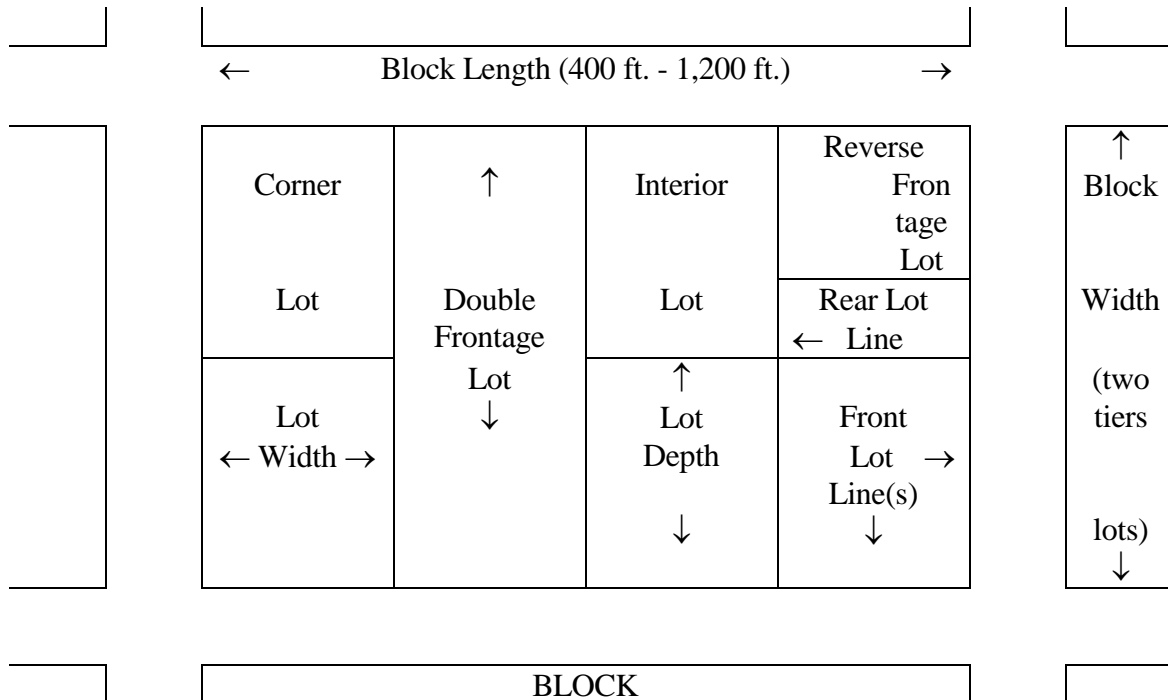 ← Block Length (400 ft. - 1,200 ft.) →
Corner
Lot
Lot
← Width →
↑
Double
Frontage
Lot
↓
Interior
Lot
↑
Lot
Depth
↓
Reverse
Fron
tage
Lot
Rear Lot
← Line
Front
Lot →
Line(s)
↓
↑
Block
Width
(two
tiers
lots)
↓
BLOCK